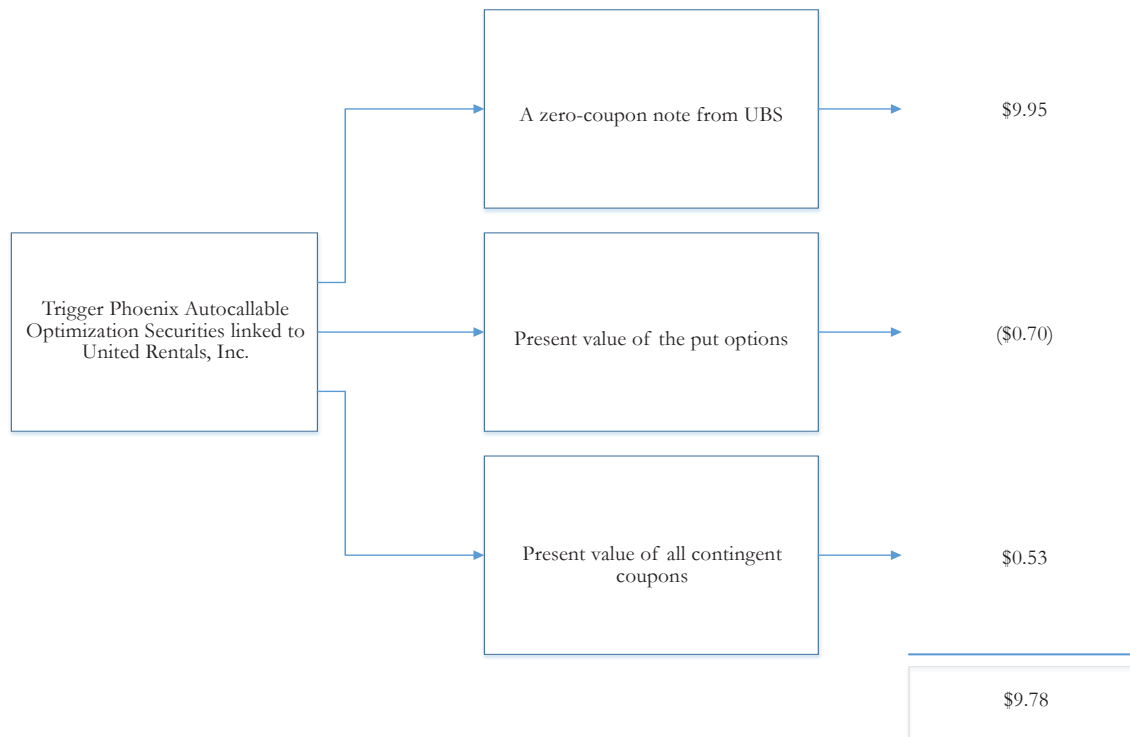 A zero-coupon note from UBS
$9.95
Trigger Phoenix Autocallable
Optimization Securities linked to
United Rentals, Inc.
Present value of the put options
($0.70)
Present value of all contingent
coupons
$0.53
$9.78